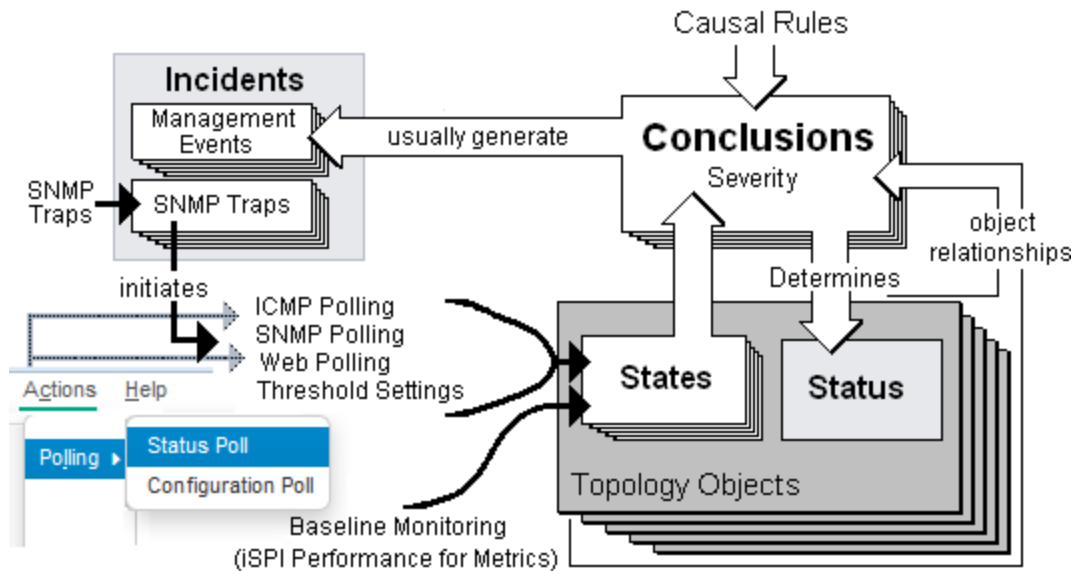 Causal Rules
Incidents
Management
Events
usually generate
Conclusions
Severity
SNMP
Traps
SNMP Traps
object
relationships
initiates
Determines
ICMP Polling
SNMP Polling
Web Polling
Threshold Settings
States
Status
Actions
Help
Polling
Status Poll
Configuration Poll
Topology Objects
Baseline Monitoring
(iSPI Performance for Metrics)